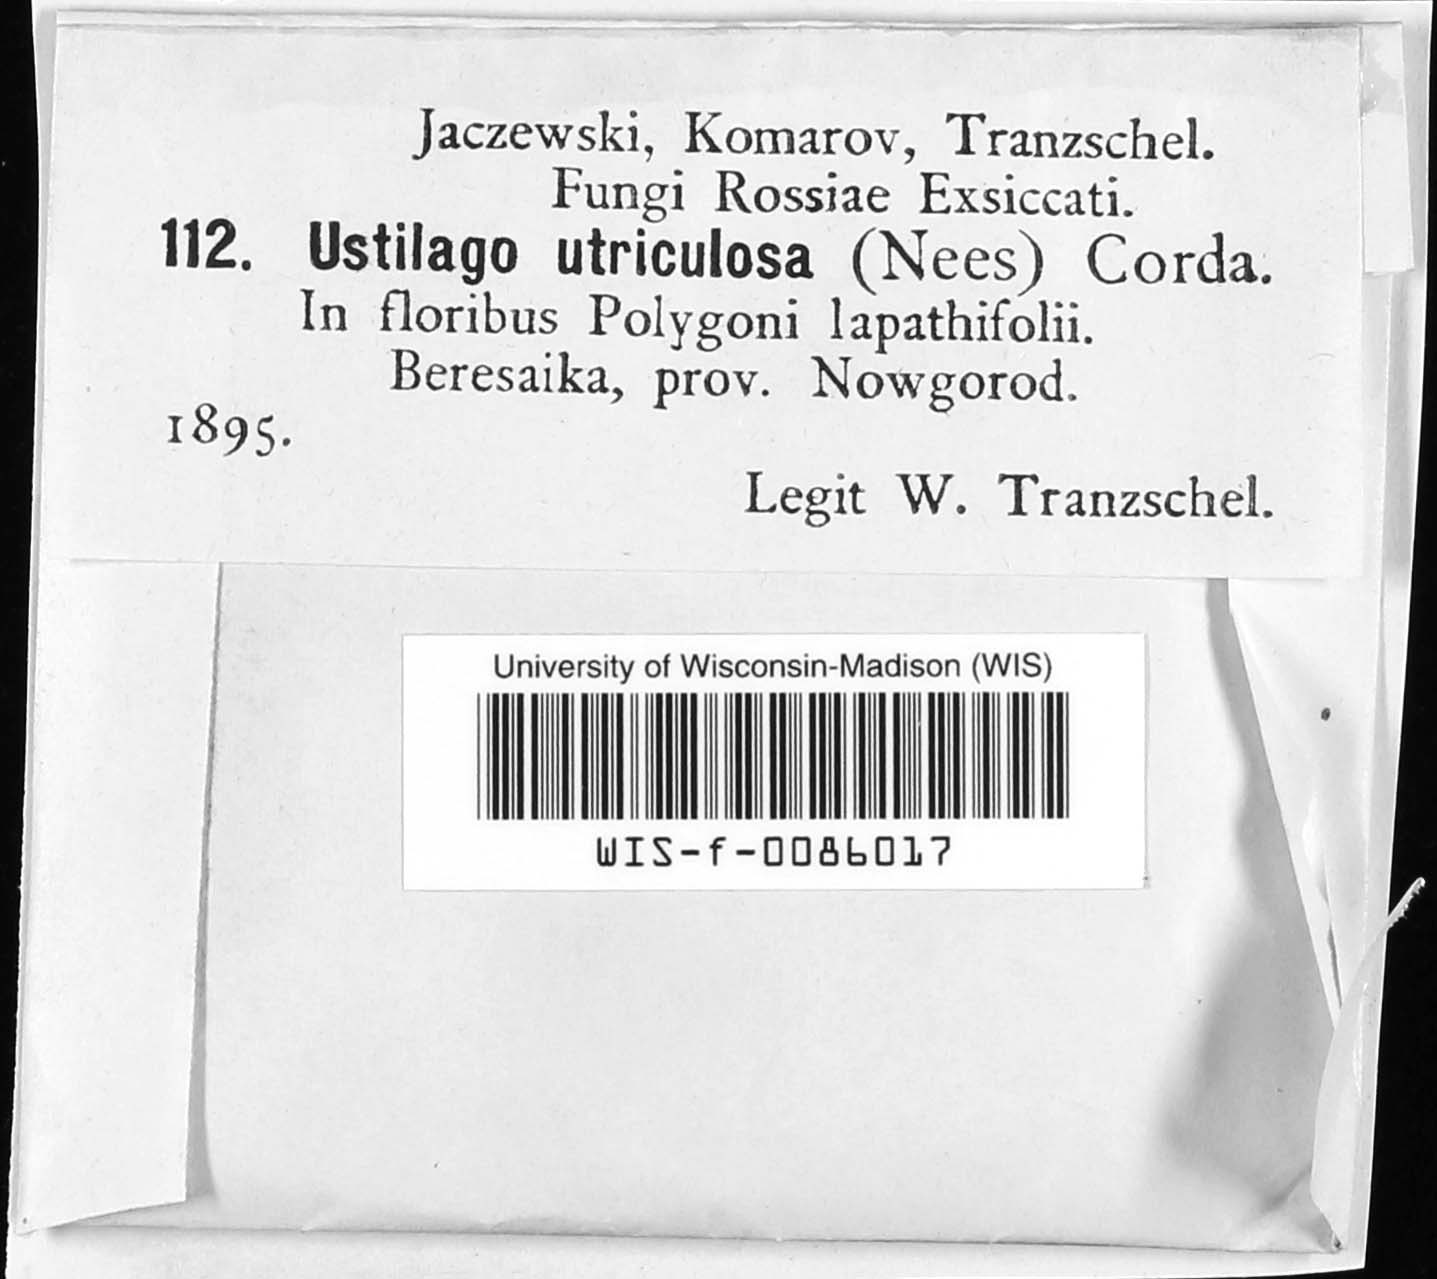 Jaczewski, Komarov, Tranzschel.
Fungi Rossiae Exsiccati.
112. Ustilago utriculosa (Nees) Corda.
In floribus Polygoni lapathifolii.
Beresaika, prov. Nowgorod.
1895.
Legit W. Tranzschel.
University of Wisconsin-Madison (WIS)
WIS-f-0086017